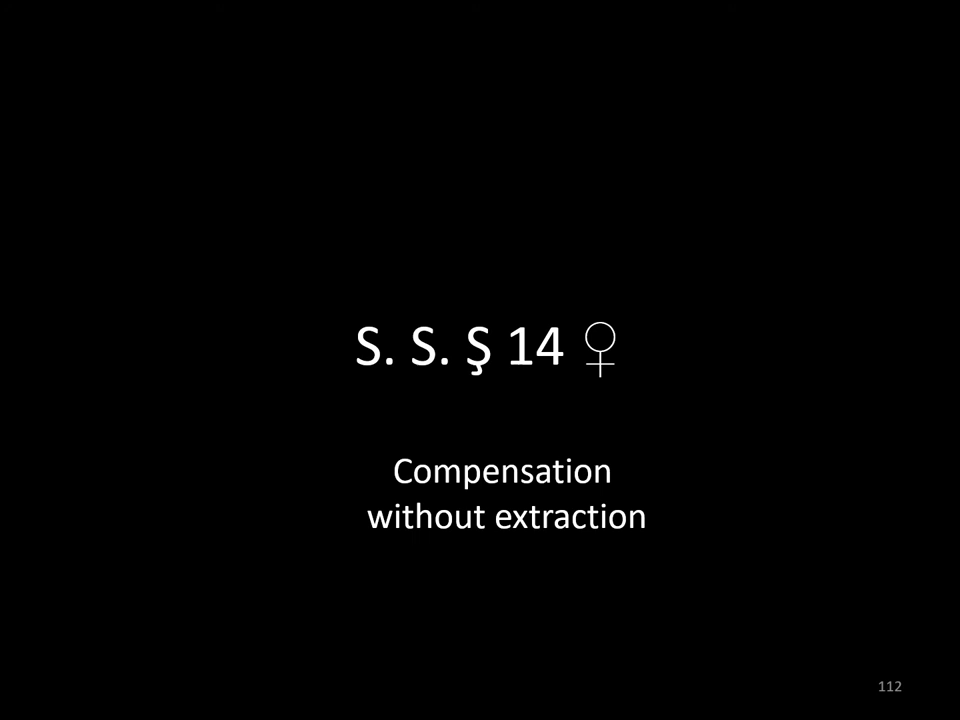 S. S. Ş 14 ♀
Compensation
without extraction
112